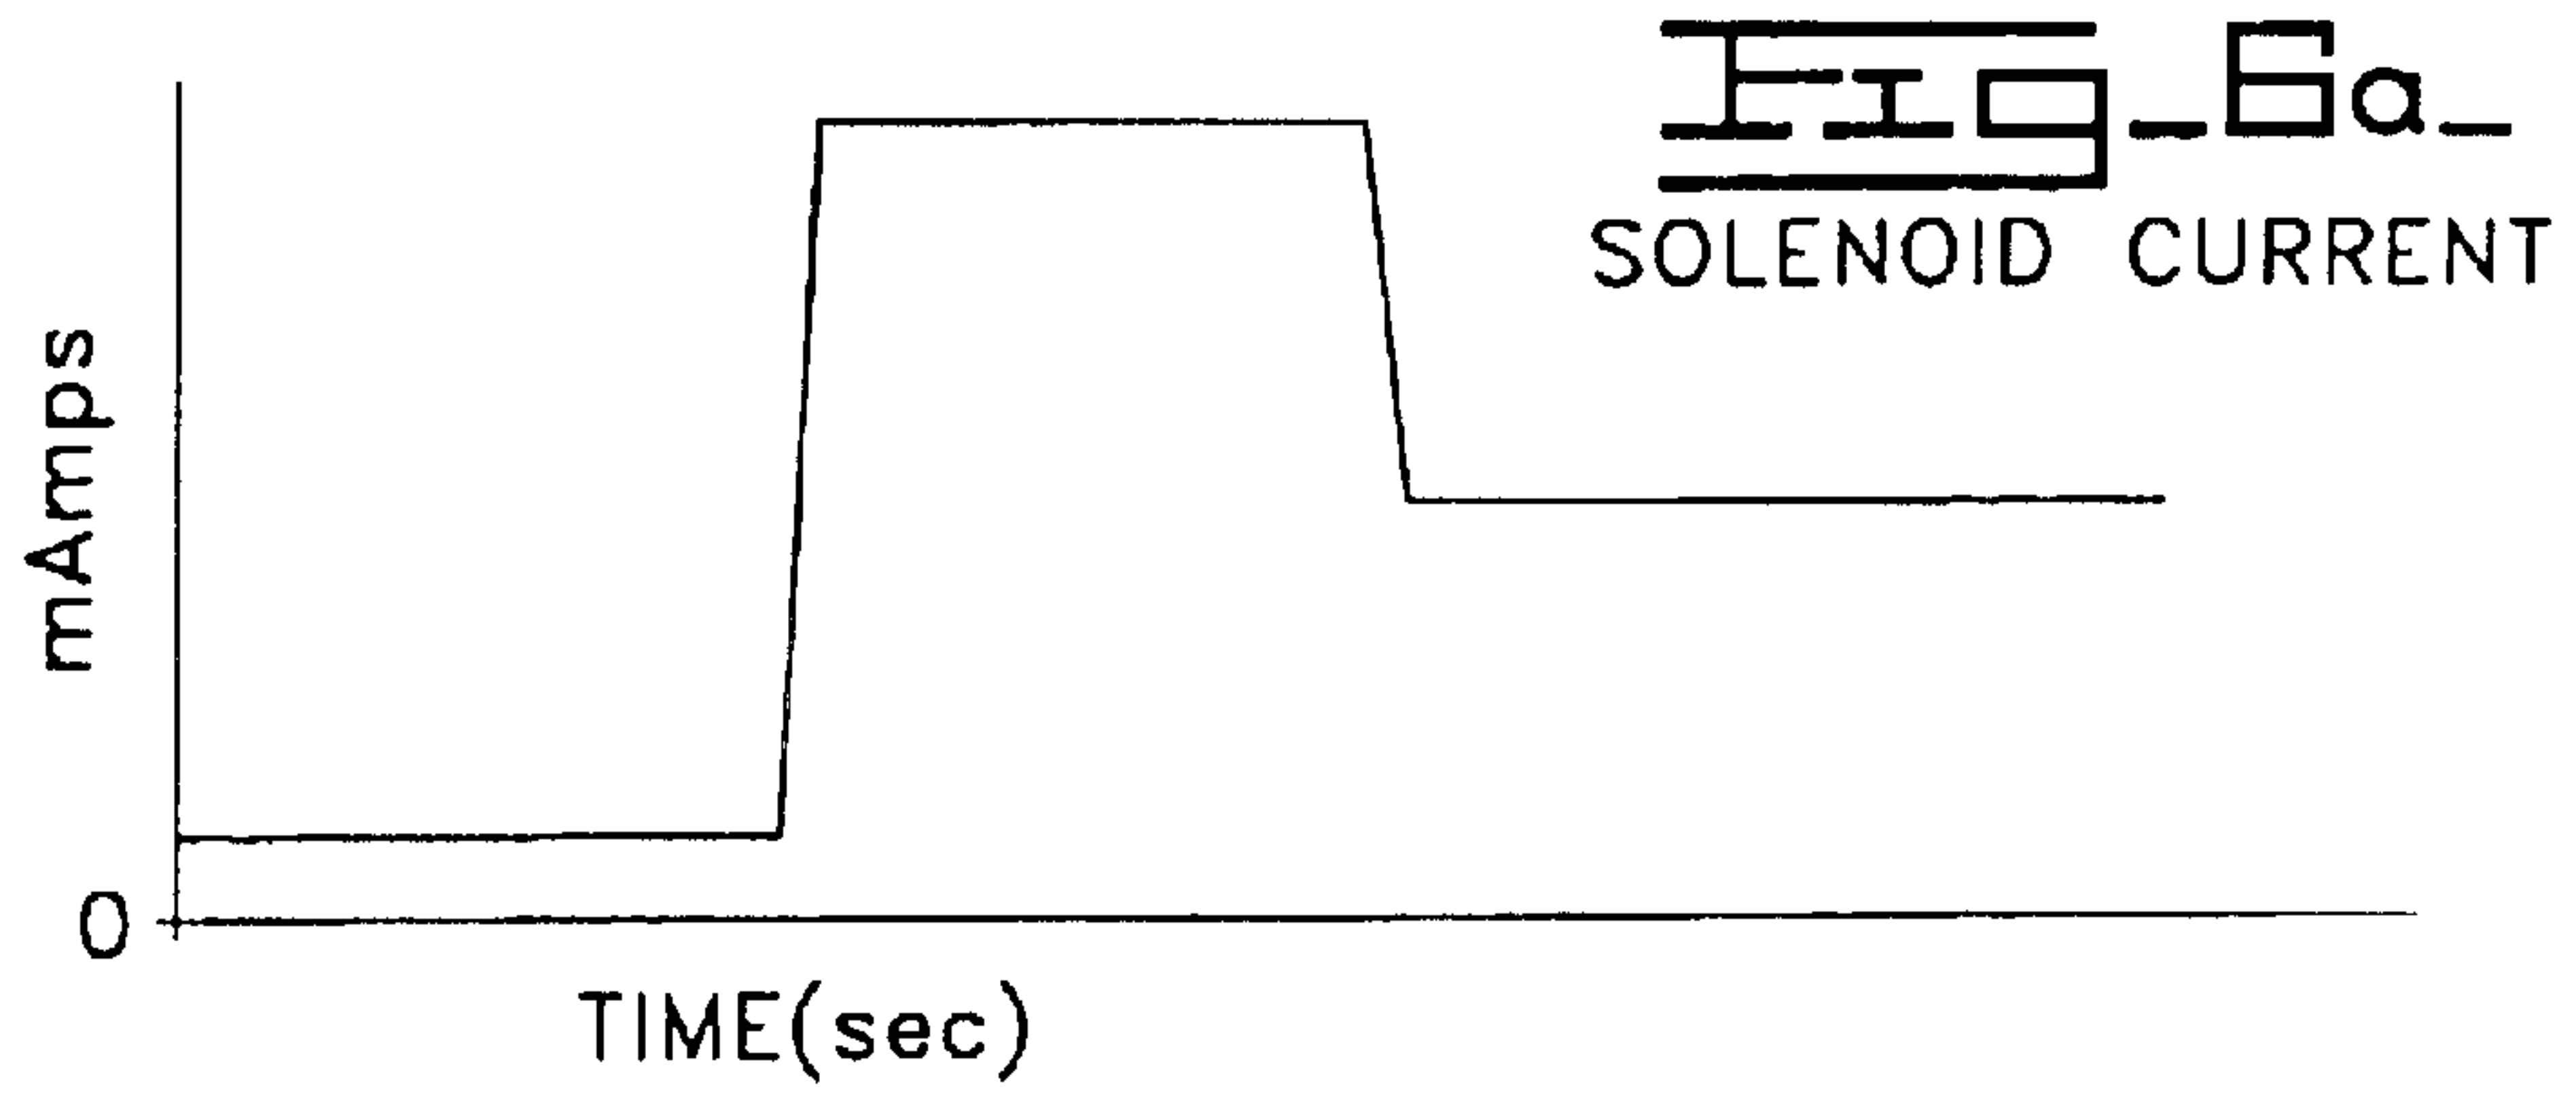 Fig_6a_
SOLENOID CURRENT
mAmps
0
TIME(sec)